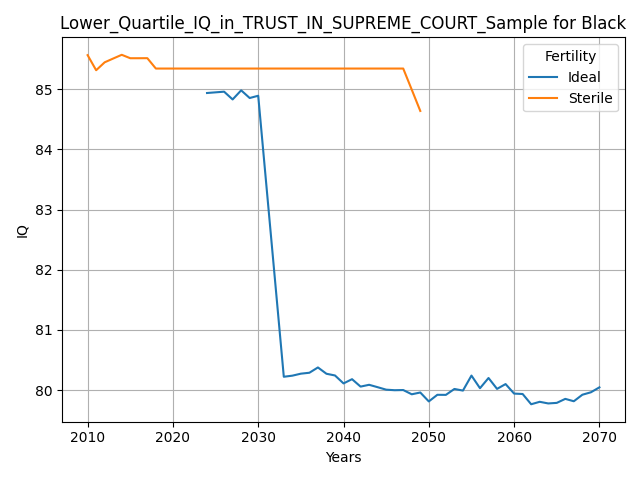 Lower_Quartile_IQ_in_TRUST_IN_SUPREME_COURT_Sample for Black
Fertility
Ideal
Sterile
IQ
85
84
83
82
81
80
2010 2020 2030 2040 2050 2060 2070
Years